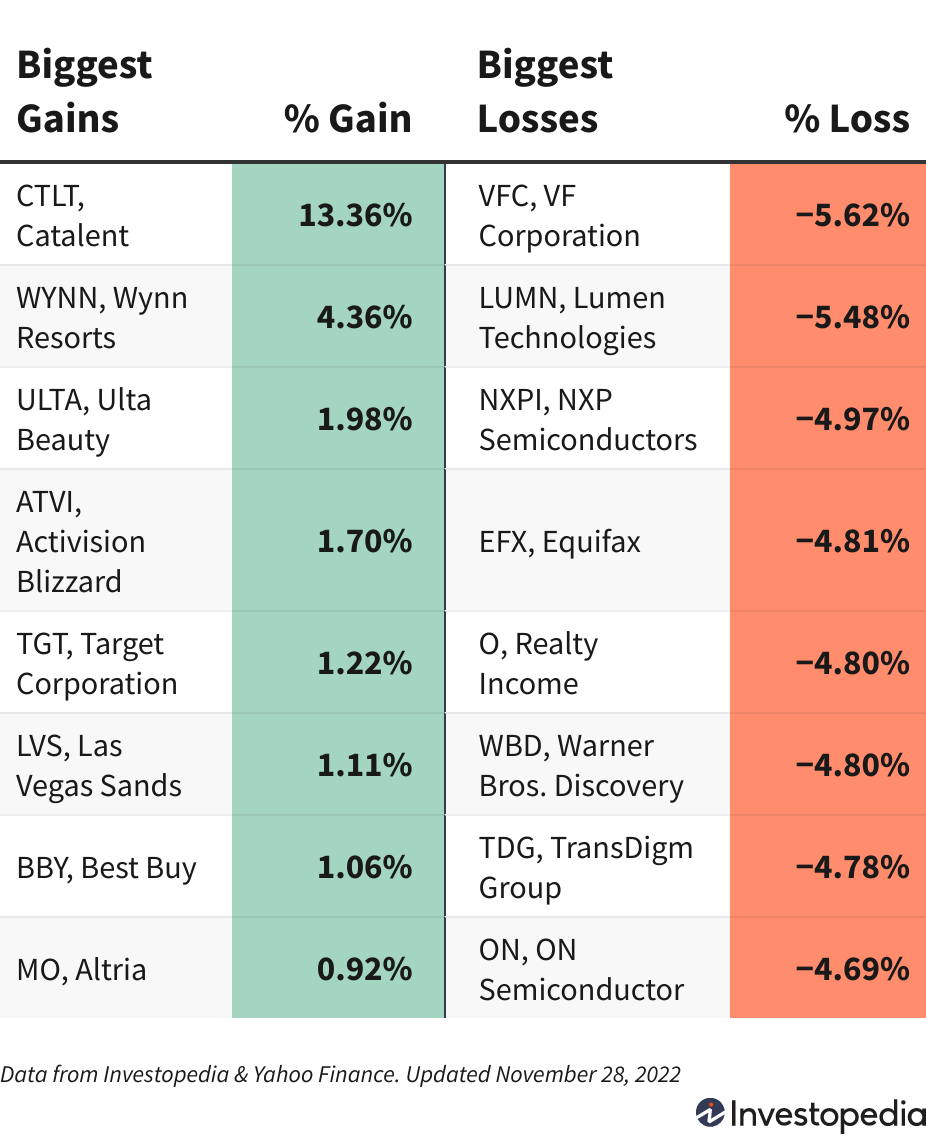 Biggest
Gains
% Gain
Biggest
Losses
% Loss
CTLT,
Catalent
13.36%
VFC, VF
Corporation
−5.62%
WYNN, Wynn
Resorts
4.36%
LUMN, Lumen
Technologies
−5.48%
ULTA, Ulta
Beauty
1.98%
NXPI, NXP
Semiconductors
−4.97%
ATVI,
Activision
Blizzard
1.70%
EFX, Equifax
−4.81%
TGT, Target
Corporation
1.22%
O, Realty
Income
−4.80%
LVS, Las
Vegas Sands
1.11%
WBD, Warner
Bros. Discovery
−4.80%
BBY, Best Buy
1.06%
TDG, TransDigm
Group
−4.78%
MO, Altria
0.92%
ON, ON
Semiconductor
−4.69%
Data from Investopedia & Yahoo Finance. Updated November 28, 2022
Investopedia